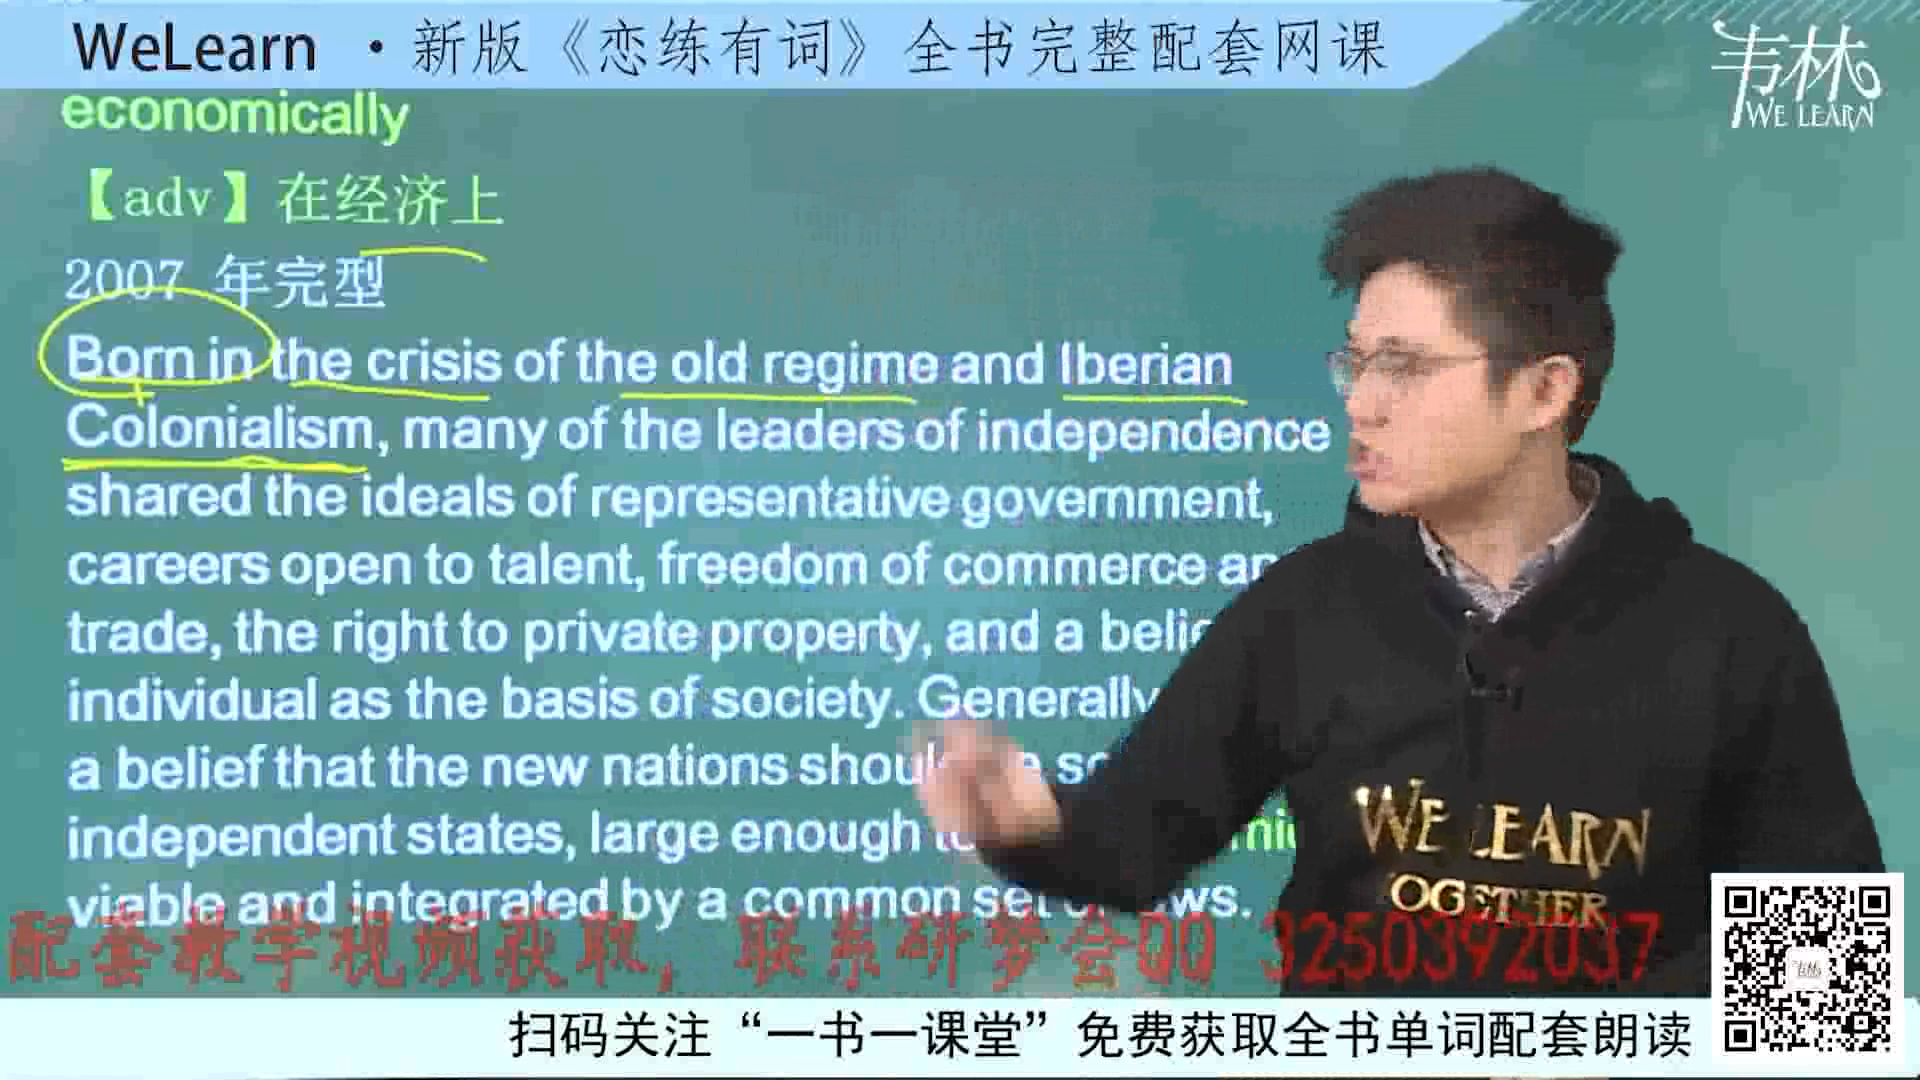 WeLearn ·新版《恋练有词》全书完整配套网课
韦林
WE LEARN
economically
【adv】在经济上
2007 年完型
Born in the crisis of the old regime and Iberian
Colonialism, many of the leaders of independence
shared the ideals of representative government,
careers open to talent, freedom of commerce
trade, the right to private property, and a
individual as the basis of society. Generally
a belief that the new nations
independent states, large enough
viable and integrated by a common set
WE LEARN
OGETHER
配套教学视频获取，联系研梦会QQ 3250392037
扫码关注“一书一课堂”免费获取全书单词配套朗读